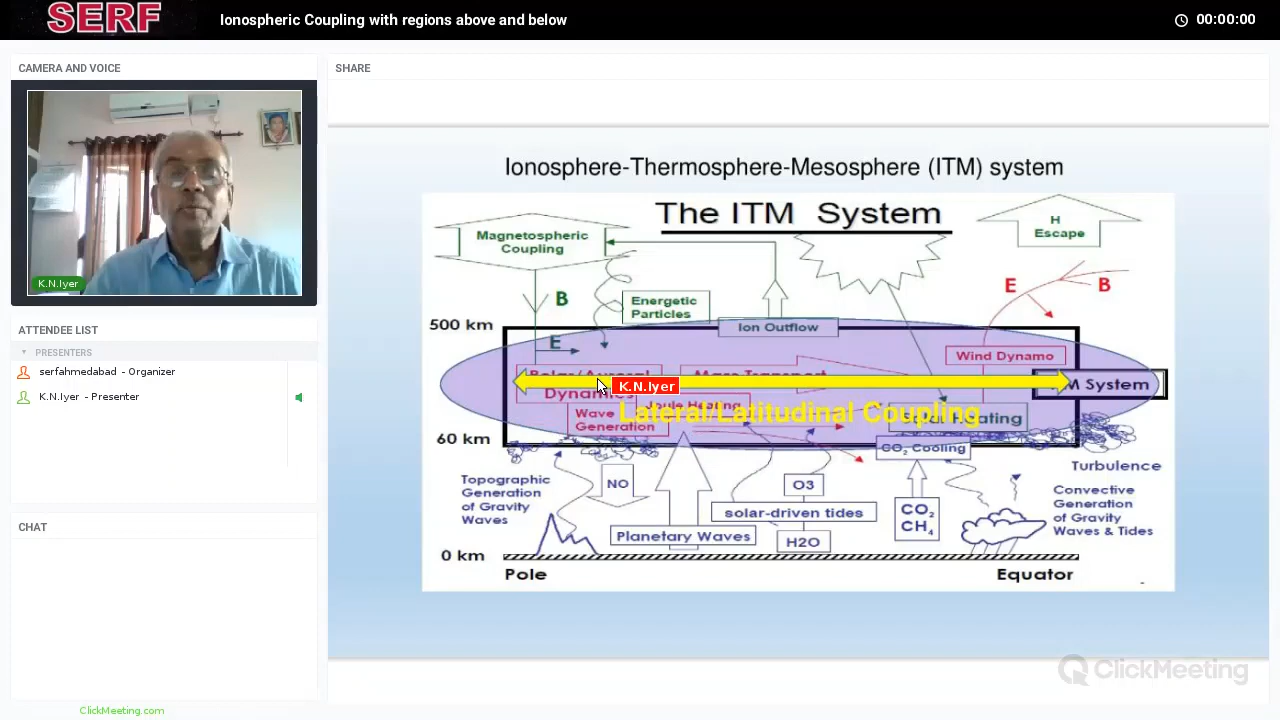 SERF
Ionospheric Coupling with regions above and below
00:00:00
CAMERA AND VOICE
K.N.Iyer
ATTENDEE LIST
PRESENTERS
serfahmedabad - Organizer
K.N.Iyer - Presenter
CHAT
ClickMeeting.com
SHARE
Ionosphere-Thermosphere-Mesosphere (ITM) system
The ITM System
Magnetospheric
Coupling
H
Escape
B
Energetic
Particles
E
B
500 km
Ion Outflow
E
Wind Dynamo
Polar/Auroral
Dynamics
Mass Transport
K.N.Iyer
M System
Joule Heating
Lateral/Latitudinal Coupling
Wave
Generation
Solar Heating
60 km
CO2 Cooling
Turbulence
Topographic
Generation
of Gravity
Waves
NO
O3
solar-driven tides
CO2
CH4
Convective
Generation
of Gravity
Waves & Tides
Planetary Waves
H2O
0 km
Pole
Equator
ClickMeeting